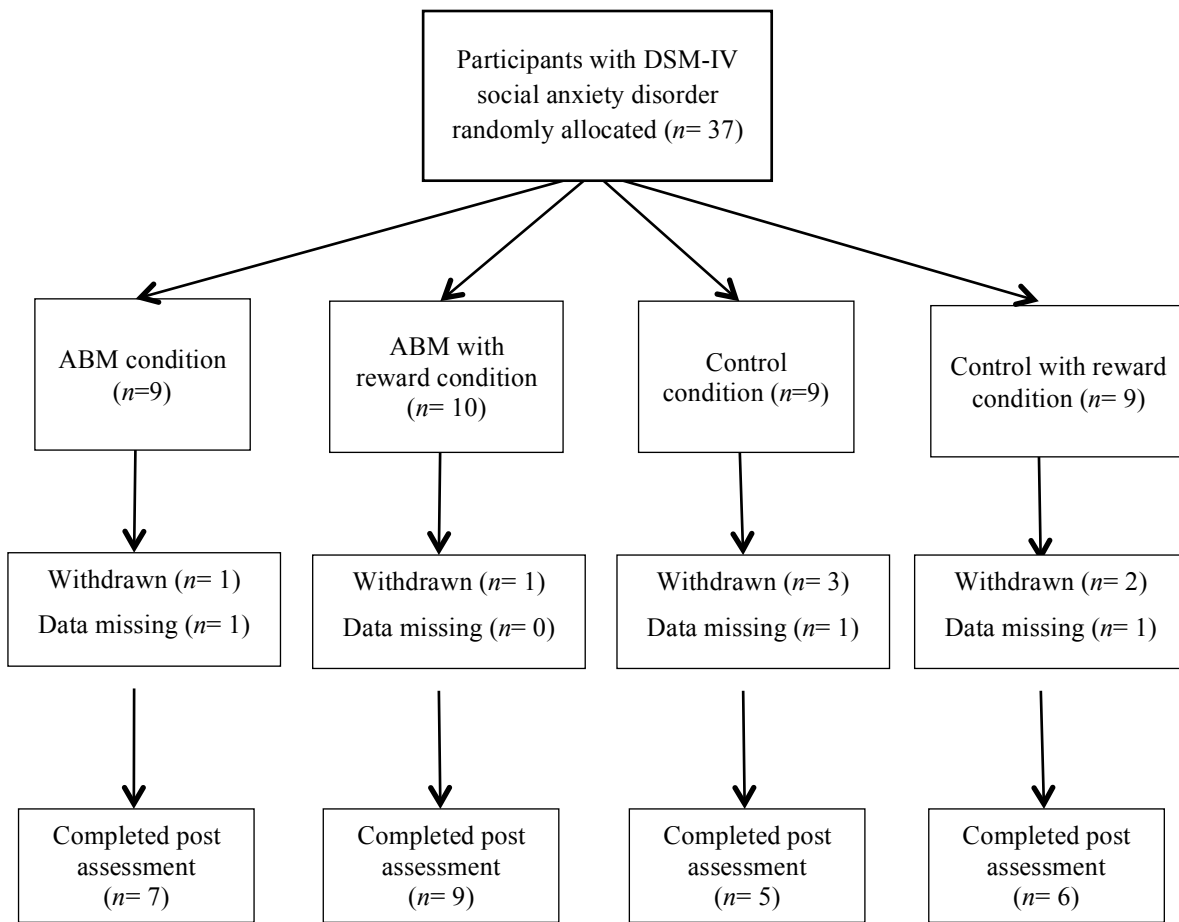 Participants with DSM-IV
social anxiety disorder
randomly allocated (n= 37)
ABM condition
(n=9)
ABM with
reward condition
(n= 10)
Control
condition (n=9)
Control with reward
condition (n= 9)
Withdrawn (n= 1)
Data missing (n= 1)
Withdrawn (n= 1)
Data missing (n= 0)
Withdrawn (n= 3)
Data missing (n= 1)
Withdrawn (n= 2)
Data missing (n= 1)
Completed post
assessment
(n= 7)
Completed post
assessment
(n= 9)
Completed post
assessment
(n= 5)
Completed post
assessment
(n= 6)